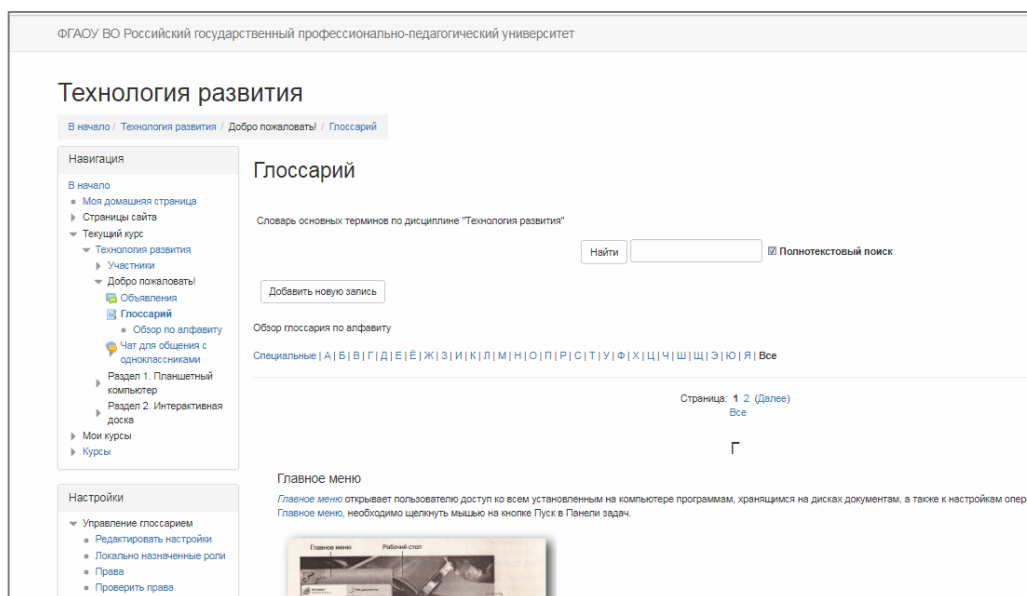 ФГАОУ ВО Российский государственный профессионально-педагогический университет
Технология развития
В начало / Технология развития / Добро пожаловать! / Глоссарий
Навигация
В начало
Моя домашняя страница
Страницы сайта
Текущий курс
Технология развития
Участники
Добро пожаловать!
Объявления
Глоссарий
Обзор по алфавиту
Чат для общения с
одноклассниками
Раздел 1. Планшетный
компьютер
Раздел 2. Интерактивная
доска
Мои курсы
Курсы
Настройки
Управление глоссарием
Редактировать настройки
Локально назначенные роли
Права
Проверить права
Глоссарий
Словарь основных терминов по дисциплине "Технология развития"
Найти
Полнотекстовый поиск
Добавить новую запись
Обзор глоссария по алфавиту
Специальные | А | Б | В | Г | Д | Е | Ё | Ж | З | И | К | Л | М | Н | О | П | Р | С | Т | У | Ф | Х | Ц | Ч | Ш | Щ | Э | Ю | Я | Все
Страница: 1 2 (Далее)
Все
Г
Главное меню
Главное меню открывает пользователю доступ ко всем установленным на компьютере программам, хранящимся на дисках документам, а также к настройкам опер
Главное меню, необходимо щелкнуть мышью на кнопке Пуск в Панели задач.
Главное меню Рабочий стол